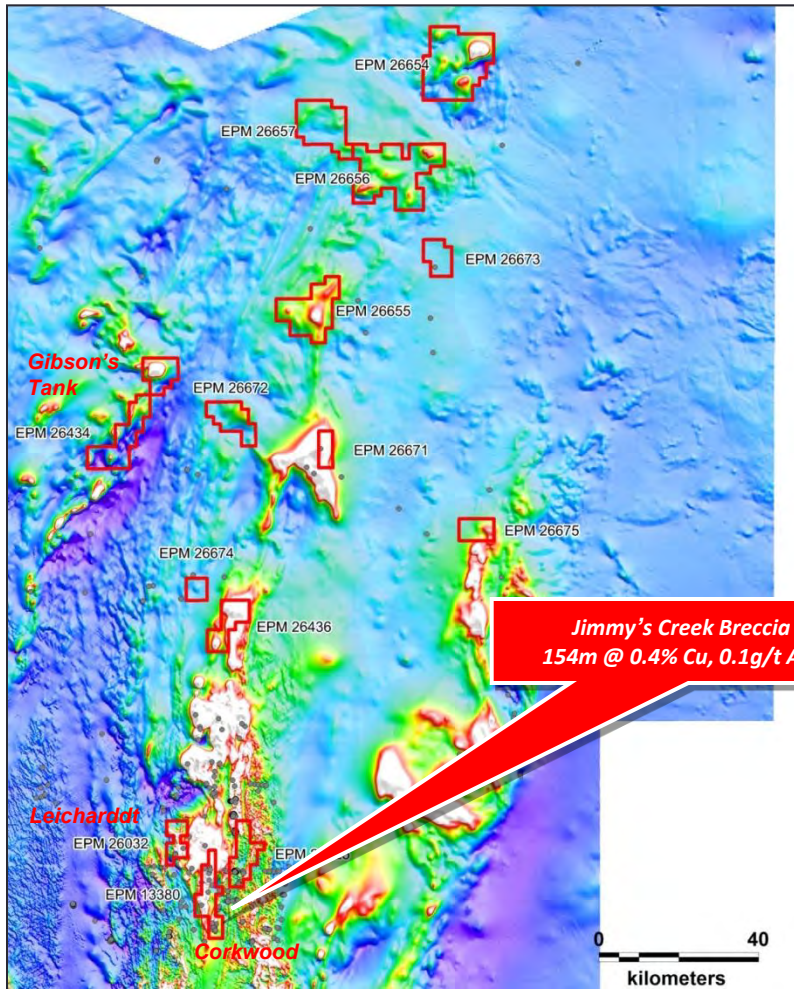 EPM 26654
EPM 26657
EPM 26656
EPM 26673
EPM 26655
Gibson's
Tank
EPM 26672
EPM 26434
EPM 26671
EPM 26675
EPM 26674
EPM 26436
Jimmy's Creek Breccia
154m @ 0.4% Cu, 0.1g/t A
Leicharddt
EPM 26032
EPM
EPM 13380
Corkwood
0 40
kilometers